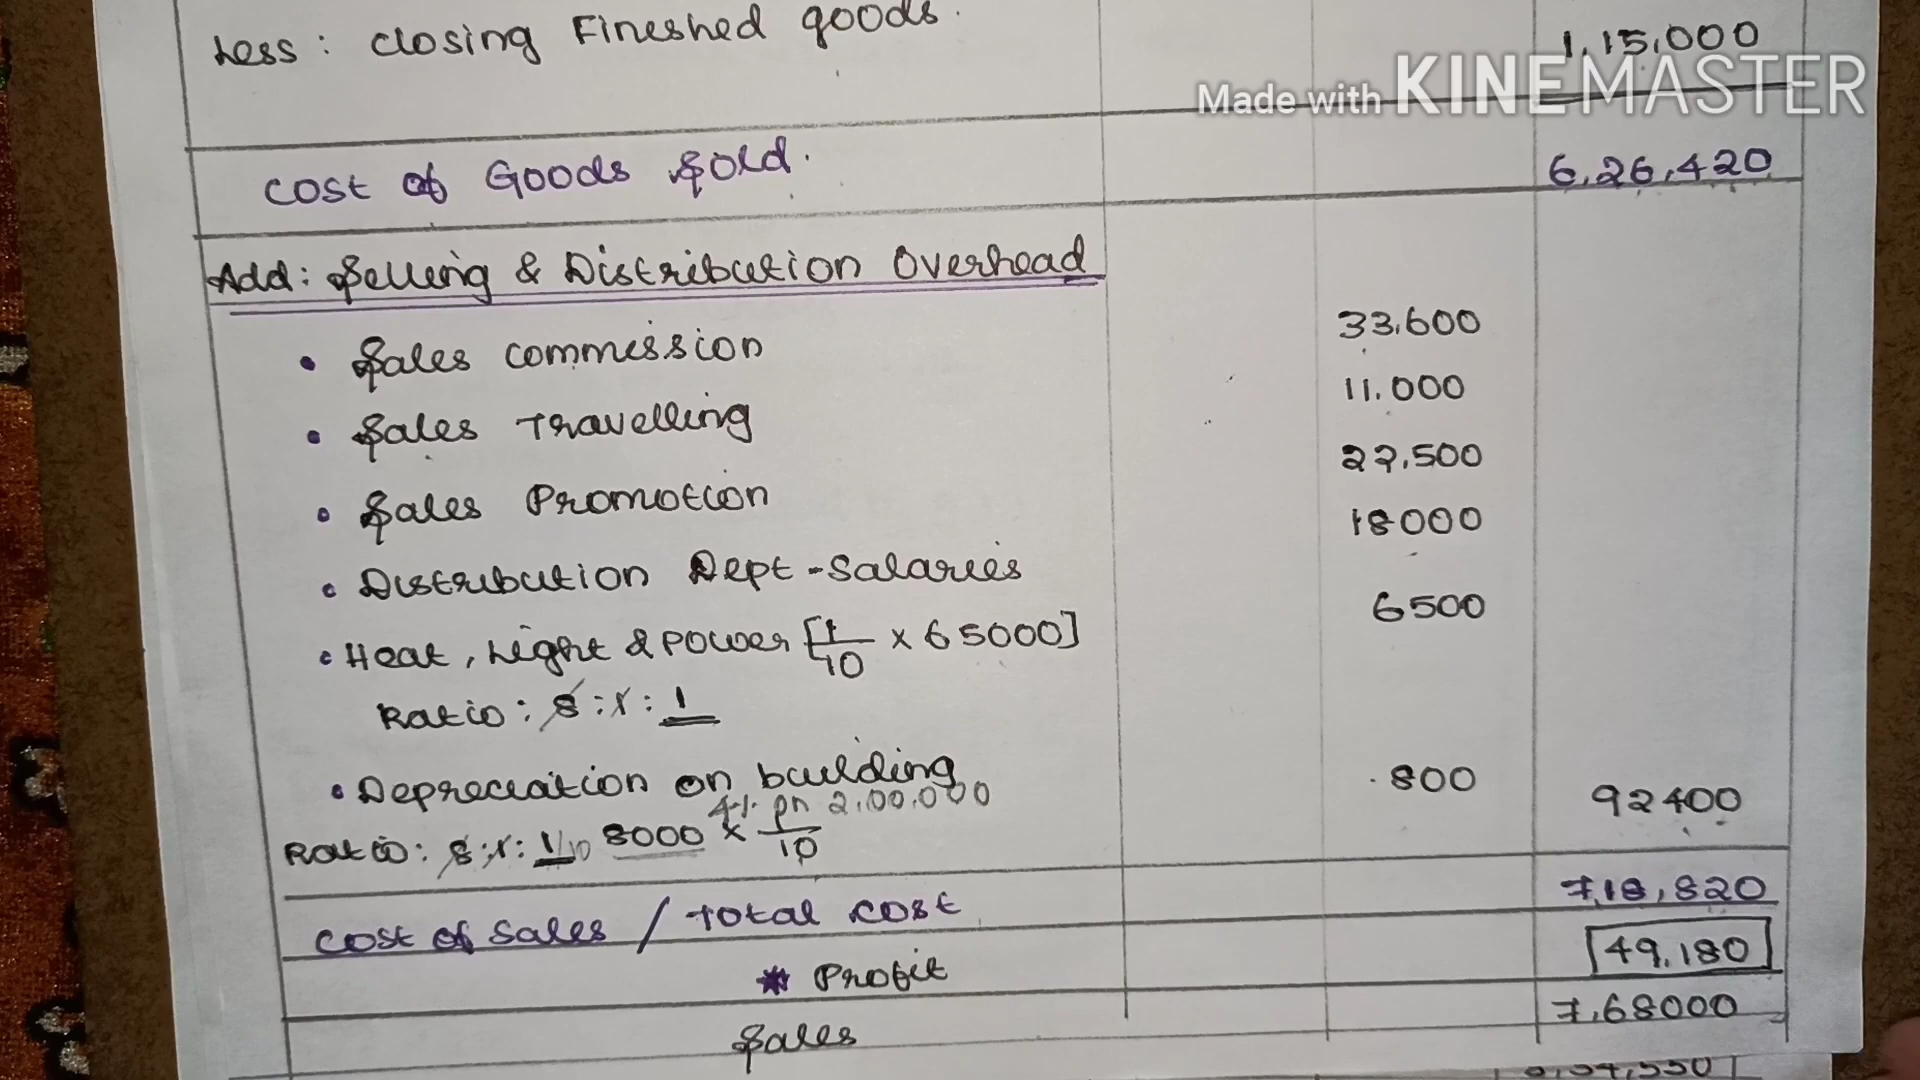 Less: closing Fineshed goods. 1,15,000
Made with KINEMASTER
Cost of Goods Sold. 6,26,420
Add: Selling & Distribution Overhead
• Sales commission 33,600
• Sales Travelling 11.000
• Sales Promotion 22,500
• Distribution Dept-Salaries 18000
• Heat, Light & Power [1/10 x 65000] 6500
Ratio: 8:1:1
• Depreciation on building 800 92400
4% on 2,00,000
Ratio: 8:1:1/10 8000 x 1/10
Cost of Sales / Total cost 7,18,820
* Profit 49,180
Sales 7,68000